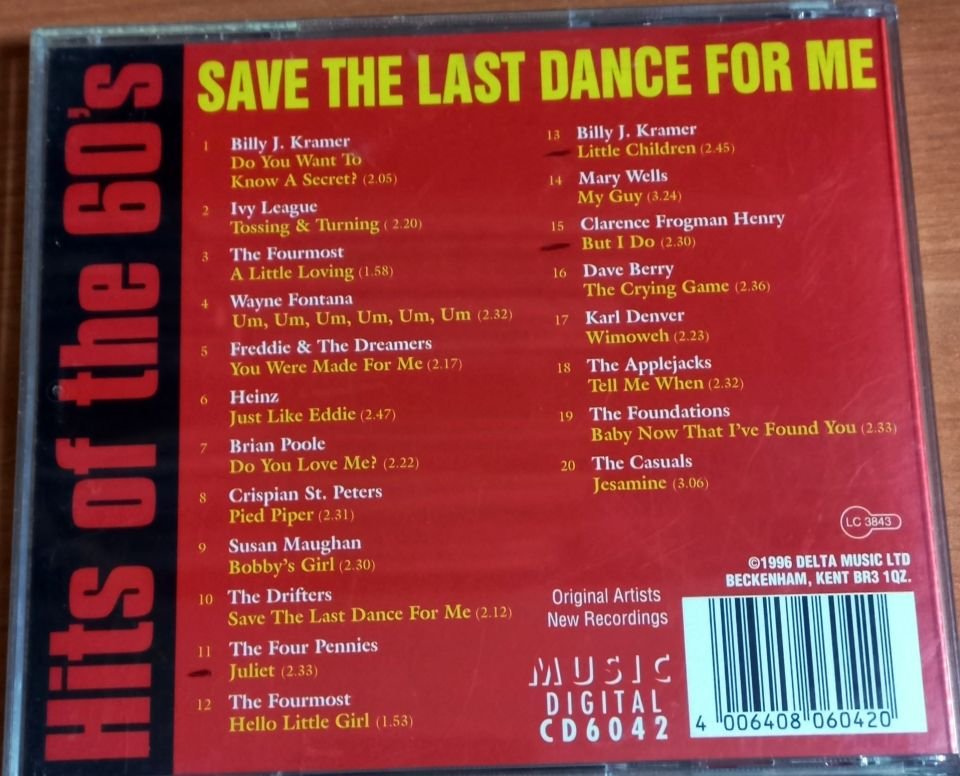 Hits of the 60's
SAVE THE LAST DANCE FOR ME
1 Billy J. Kramer
Do You Want To
Know A Secret? (2.05)
2 Ivy League
Tossing & Turning ( 2.20)
3 The Fourmost
A Little Loving (1.58)
4 Wayne Fontana
Um, Um, Um, Um, Um, Um (2.32)
5 Freddie & The Dreamers
You Were Made For Me (2.17)
6 Heinz
Just Like Eddie (2.47)
7 Brian Poole
Do You Love Me? (2.22)
8 Crispian St. Peters
Pied Piper (2.31)
9 Susan Maughan
Bobby's Girl (2.30)
10 The Drifters
Save The Last Dance For Me (2.12)
11 The Four Pennies
Juliet (2.33)
12 The Fourmost
Hello Little Girl (1.53)
13 Billy J. Kramer
Little Children (2.45)
14 Mary Wells
My Guy (3.24)
15 Clarence Frogman Henry
But I Do (2.30)
16 Dave Berry
The Crying Game (2.36)
17 Karl Denver
Wimoweh (2.23)
18 The Applejacks
Tell Me When (2.32)
19 The Foundations
Baby Now That I've Found You (2.33)
20 The Casuals
Jesamine (3.06)
LC 3843
©1996 DELTA MUSIC LTD
BECKENHAM, KENT BR3 1QZ.
Original Artists
New Recordings
MUSIC
DIGITAL
CD6042
4 006408 060420